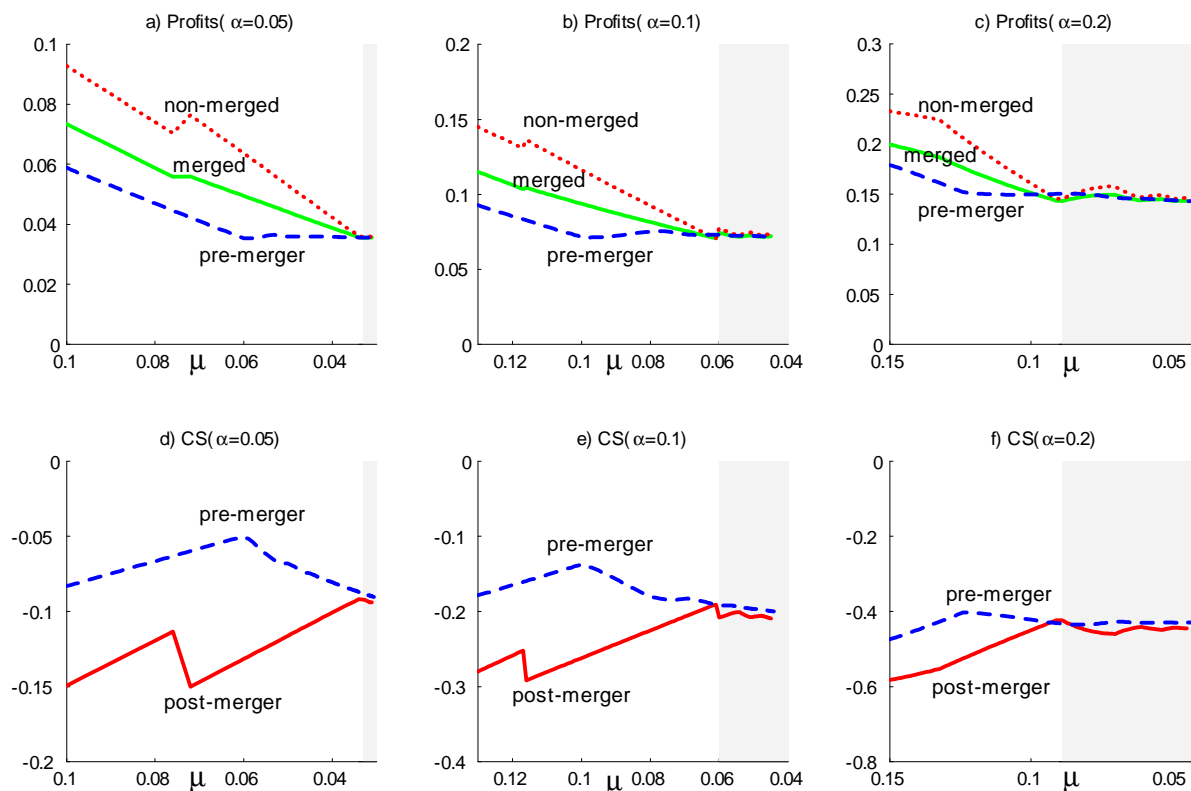 a) Profits( α=0.05)
0.1
0.08
0.06
0.04
0.02
0
non-merged
merged
pre-merger
0.1
0.08
μ
0.06
0.04
b) Profits( α=0.1)
0.2
0.15
0.1
0.05
0
non-merged
merged
pre-merger
0.12
0.1
μ
0.08
0.06
0.04
c) Profits( α=0.2)
0.3
0.25
0.2
0.15
0.1
0.05
0
non-merged
merged
pre-merger
0.15
0.1
μ
0.05
d) CS( α=0.05)
0
-0.05
-0.1
-0.15
-0.2
pre-merger
post-merger
0.1
0.08
μ
0.06
0.04
e) CS( α=0.1)
0
-0.1
-0.2
-0.3
-0.4
pre-merger
post-merger
0.12
0.1
μ
0.08
0.06
0.04
f) CS( α=0.2)
0
-0.2
-0.4
-0.6
-0.8
pre-merger
post-merger
0.15
0.1
μ
0.05